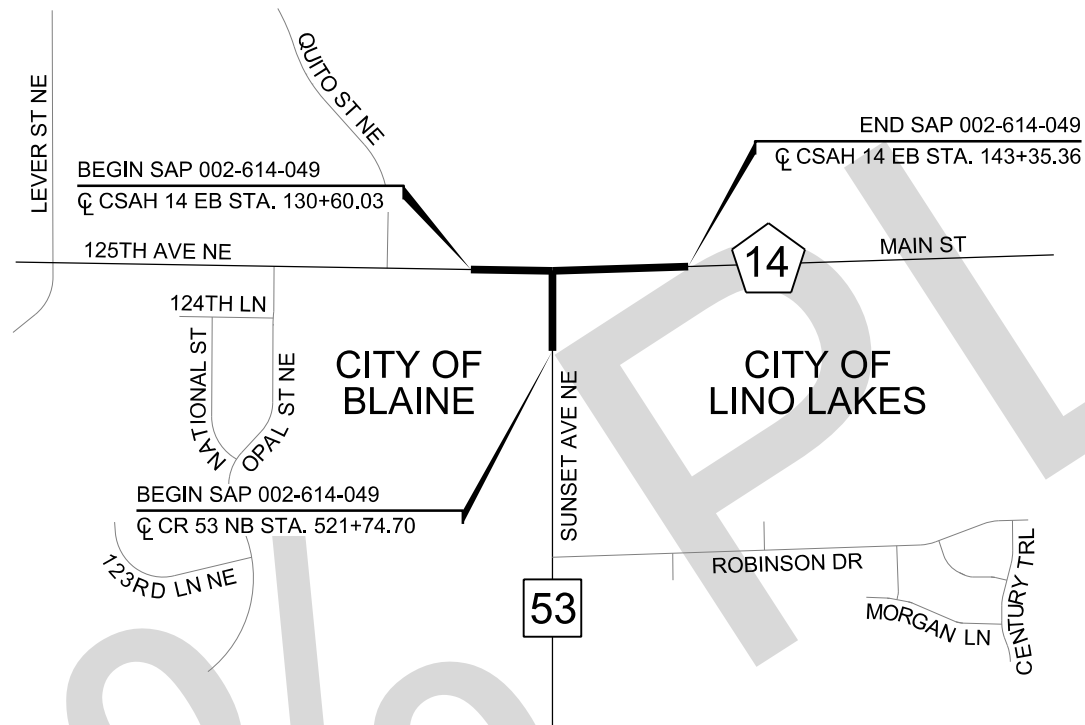 LEVER ST NE
QUITO ST NE
BEGIN SAP 002-614-049
℄ CSAH 14 EB STA. 130+60.03
END SAP 002-614-049
℄ CSAH 14 EB STA. 143+35.36
125TH AVE NE
14
MAIN ST
124TH LN
NATIONAL ST
OPAL ST NE
CITY OF
BLAINE
CITY OF
LINO LAKES
SUNSET AVE NE
BEGIN SAP 002-614-049
℄ CR 53 NB STA. 521+74.70
123RD LN NE
53
ROBINSON DR
MORGAN LN
CENTURY TRL
% PL